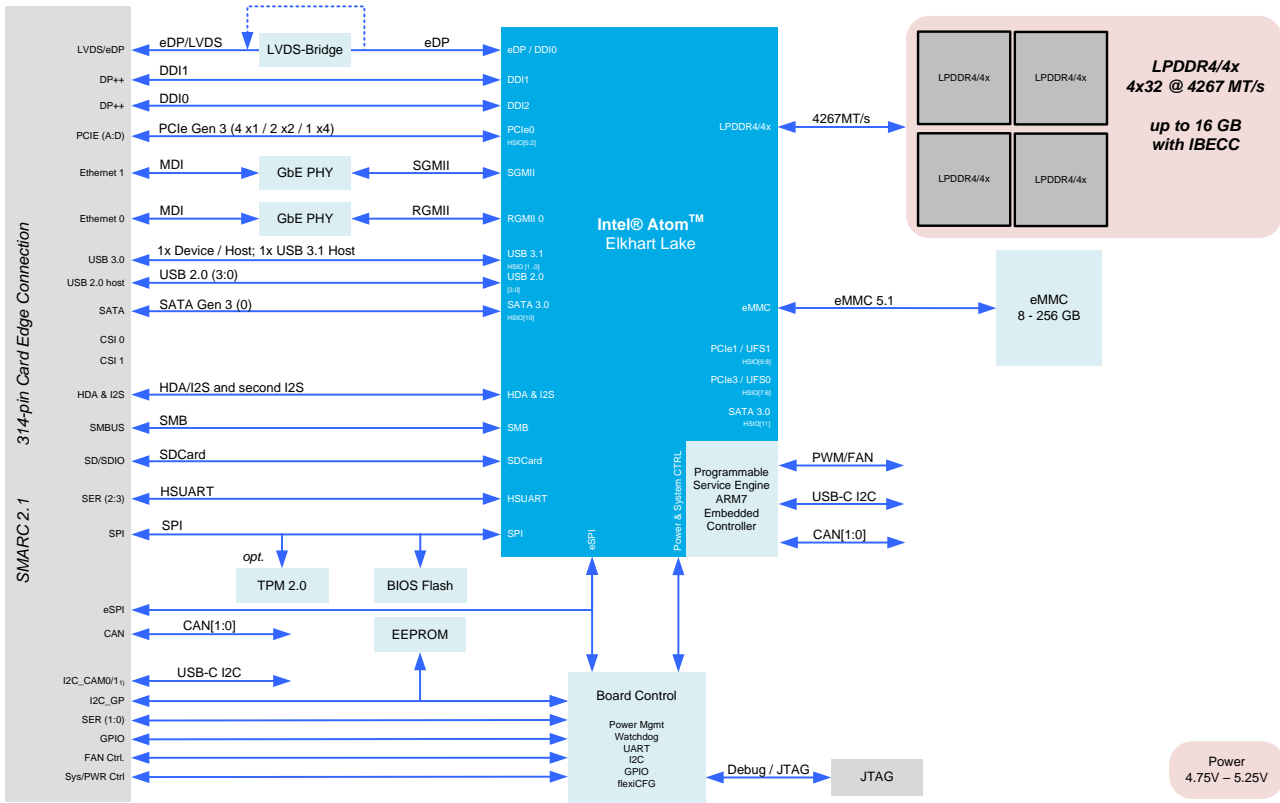 314-pin Card Edge Connection
SMARC 2.1
LVDS/eDP
eDP/LVDS
LVDS-Bridge
eDP
eDP / DDI0
DP++
DDI1
DDI1
DP++
DDI0
DDI2
PCIE (A:D)
PCIe Gen 3 (4 x1 / 2 x2 / 1 x4)
PCIe0
HSIO[5:2]
Ethernet 1
MDI
GbE PHY
SGMII
SGMII
Ethernet 0
MDI
GbE PHY
RGMII
RGMII 0
USB 3.0
1x Device / Host; 1x USB 3.1 Host
USB 3.1
HSIO [1..0]
USB 2.0 host
USB 2.0 (3:0)
USB 2.0
[3:0]
SATA
SATA Gen 3 (0)
SATA 3.0
HSIO[10]
CSI 0
CSI 1
HDA & I2S
HDA/I2S and second I2S
HDA & I2S
SMBUS
SMB
SMB
SD/SDIO
SDCard
SDCard
SER (2:3)
HSUART
HSUART
SPI
SPI
SPI
opt.
TPM 2.0
BIOS Flash
eSPI
CAN
CAN[1:0]
EEPROM
I2C_CAM0/1 1)
USB-C I2C
I2C_GP
SER (1:0)
GPIO
FAN Ctrl.
Sys/PWR Ctrl
Intel® Atom™
Elkhart Lake
LPDDR4/4x
4267MT/s
LPDDR4/4x
LPDDR4/4x
LPDDR4/4x
LPDDR4/4x
LPDDR4/4x
4x32 @ 4267 MT/s
up to 16 GB
with IBECC
eMMC
eMMC 5.1
eMMC
8 - 256 GB
PCIe1 / UFS1
HSIO[9:8]
PCIe3 / UFS0
HSIO[7:6]
SATA 3.0
HSIO[11]
eSPI
Power & System CTRL
Programmable
Service Engine
ARM7
Embedded
Controller
PWM/FAN
USB-C I2C
CAN[1:0]
Board Control
Power Mgmt
Watchdog
UART
I2C
GPIO
flexiCFG
Debug / JTAG
JTAG
Power
4.75V – 5.25V